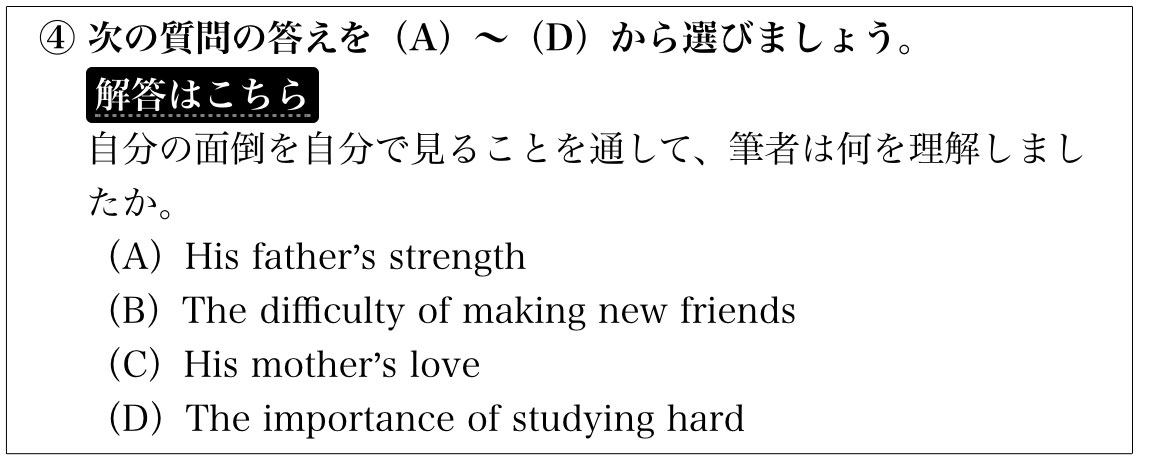 ④ 次の質問の答えを（A）～（D）から選びましょう。
解答はこちら
自分の面倒を自分で見ることを通して、筆者は何を理解しまし
たか。
（A）His father’s strength
（B）The difficulty of making new friends
（C）His mother’s love
（D）The importance of studying hard